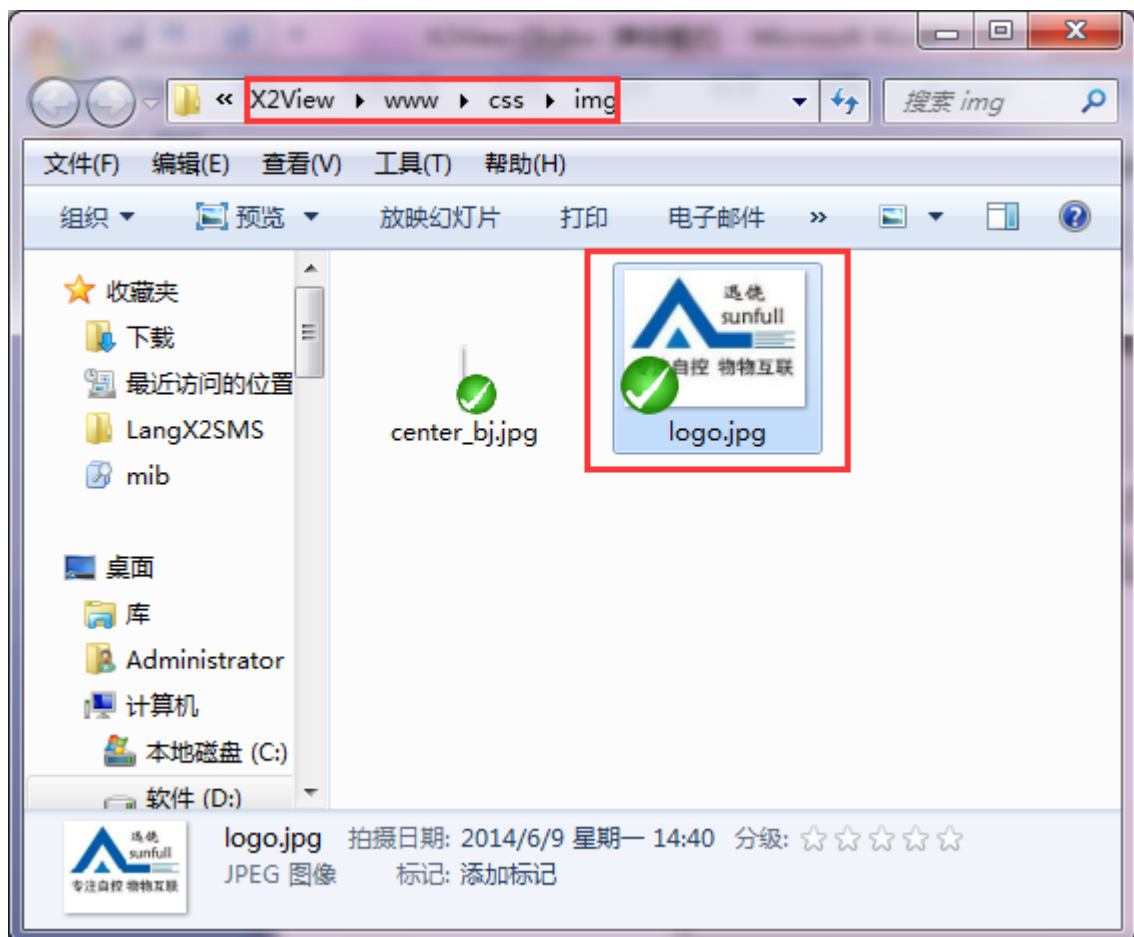 « X2View ▸ www ▸ css ▸ img
搜索 img
文件(F) 编辑(E) 查看(V) 工具(T) 帮助(H)
组织 预览 放映幻灯片 打印 电子邮件 »
收藏夹
下载
最近访问的位置
LangX2SMS
mib
桌面
库
Administrator
计算机
本地磁盘 (C:)
软件 (D:)
center_bj.jpg
迅饶
sunfull
自控 物物互联
logo.jpg
迅饶
sunfull
专注自控 物物互联
logo.jpg 拍摄日期: 2014/6/9 星期一 14:40 分级:
JPEG 图像 标记: 添加标记